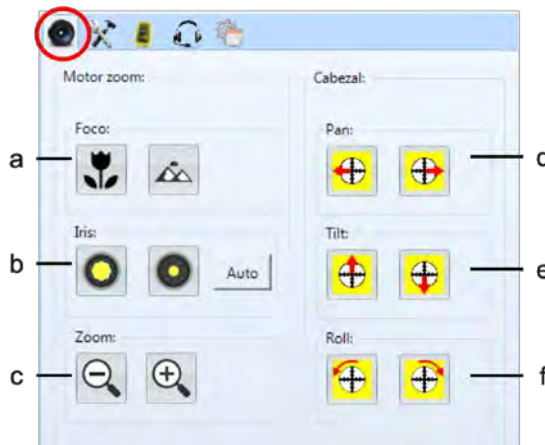 Motor zoom:
Cabezal:
Foco:
Pan:
a
d
Iris:
Tilt:
b
Auto
e
Zoom:
Roll:
c
f